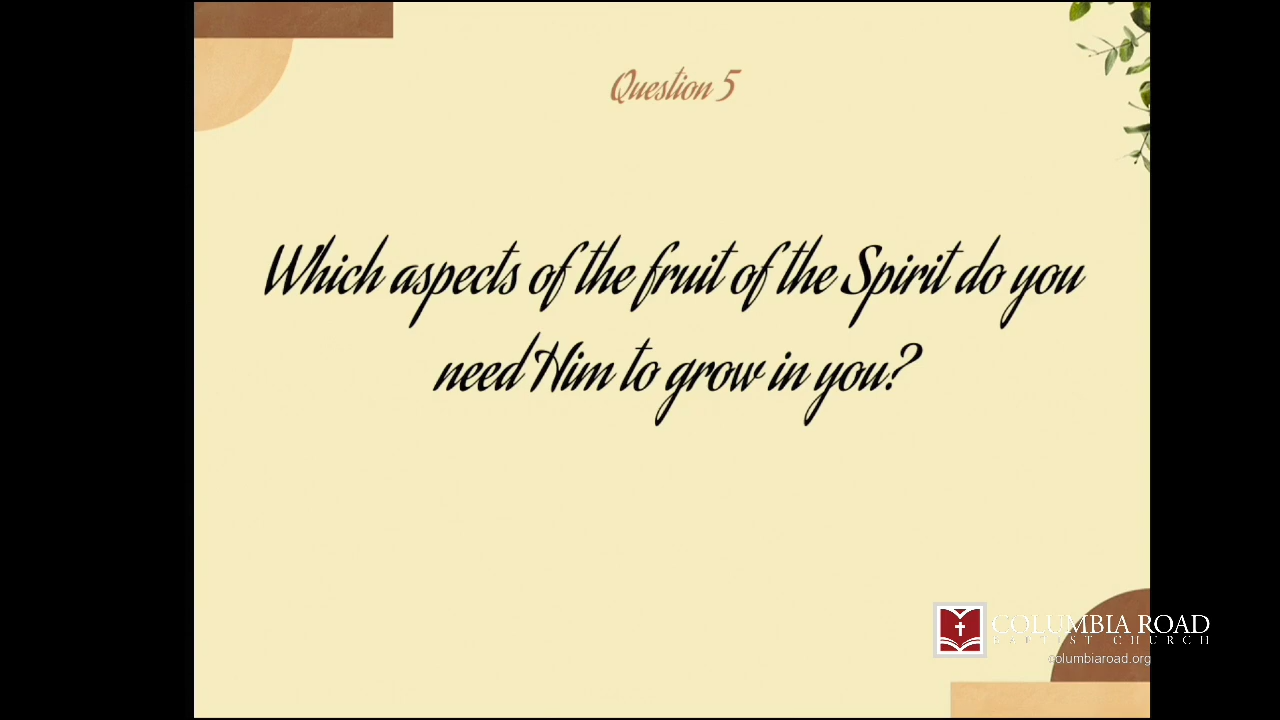 Question 5
Which aspects of the fruit of the Spirit do you
need Him to grow in you?
COLUMBIA ROAD
BAPTIST CHURCH
columbiaroad.org